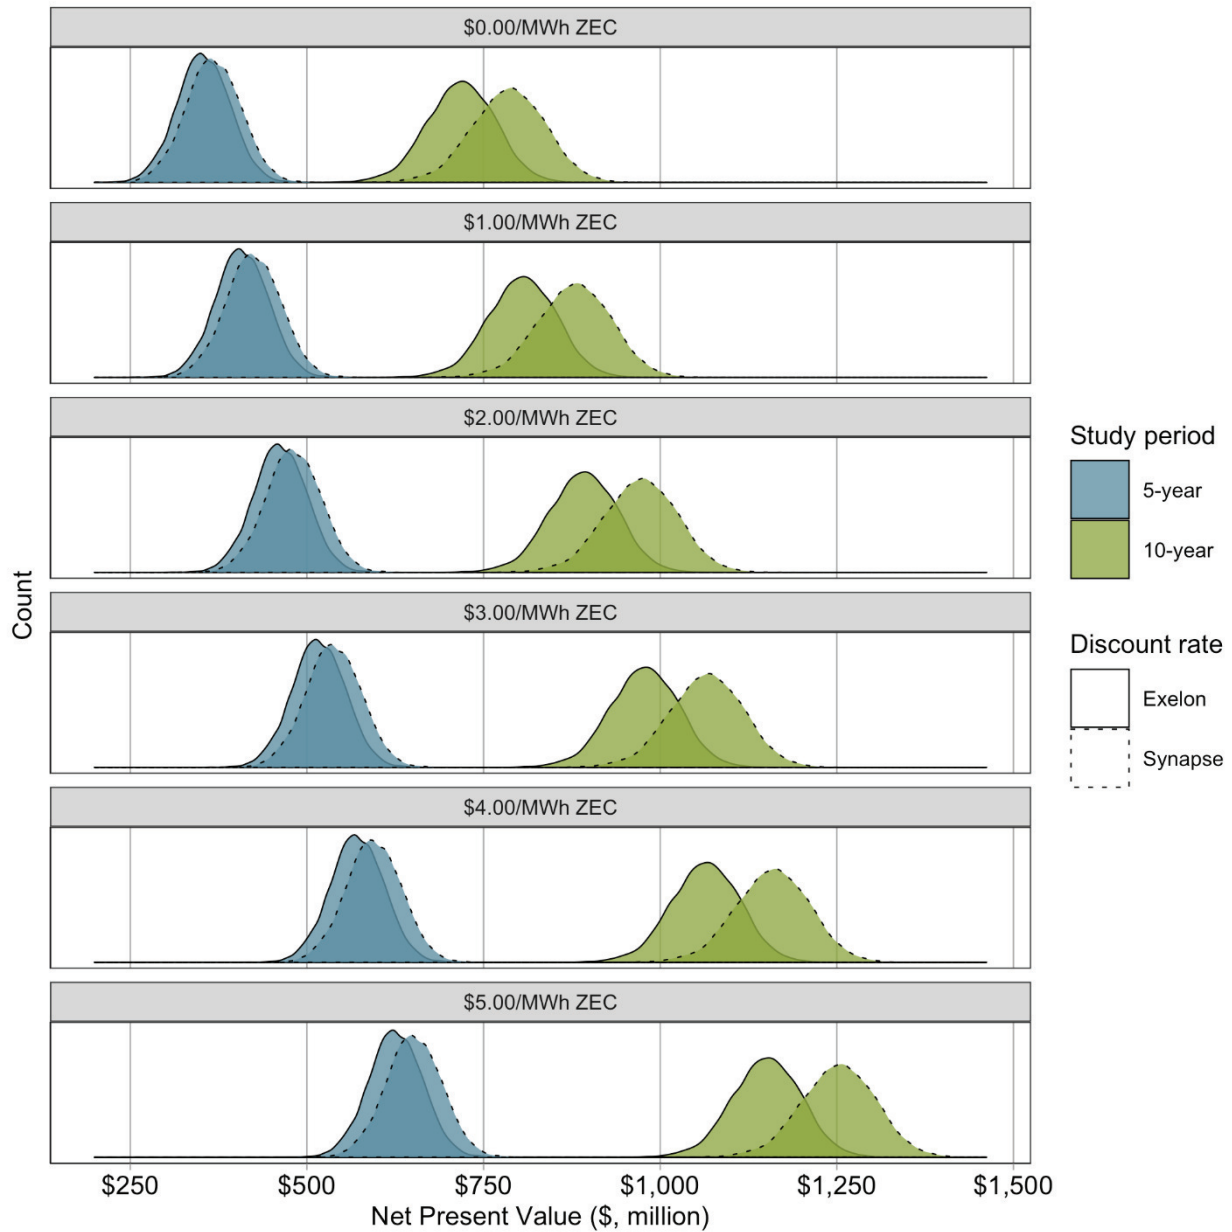 $0.00/MWh ZEC
$1.00/MWh ZEC
$2.00/MWh ZEC
$3.00/MWh ZEC
$4.00/MWh ZEC
$5.00/MWh ZEC
Count
$250 $500 $750 $1,000 $1,250 $1,500
Net Present Value ($, million)
Study period
5-year
10-year
Discount rate
Exelon
Synapse